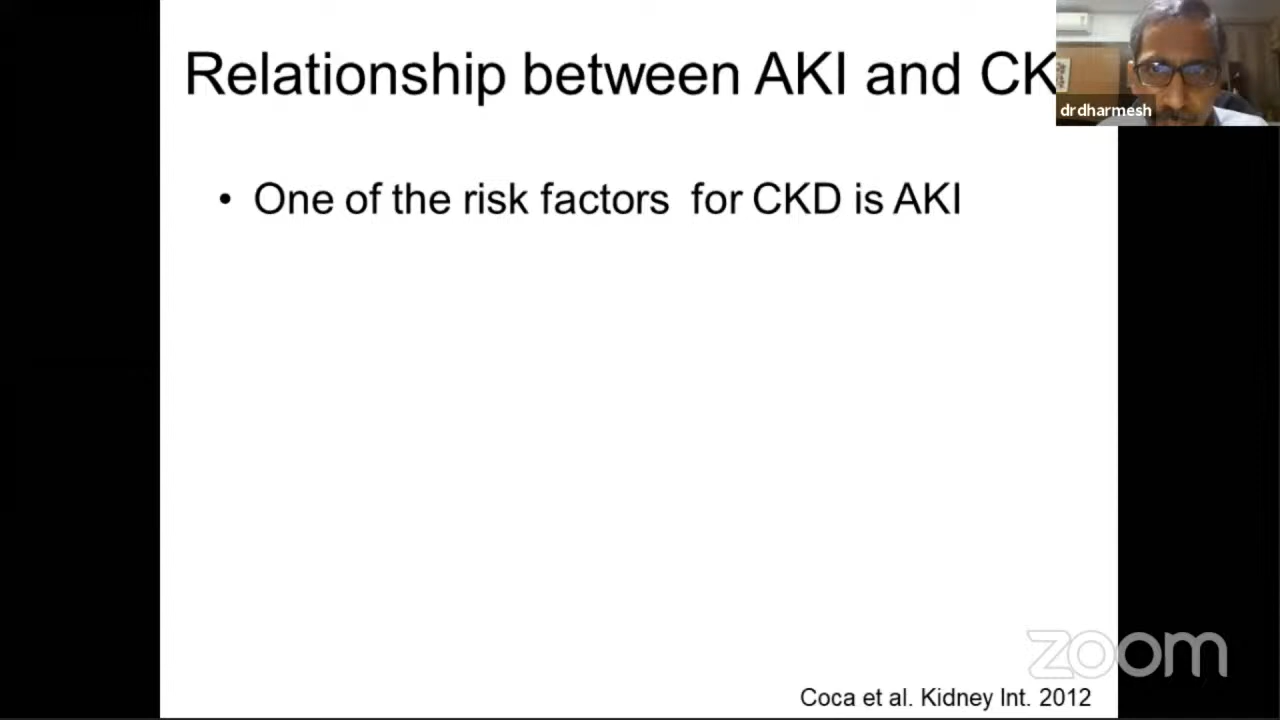 Relationship between AKI and CK
drdharmesh
• One of the risk factors for CKD is AKI
zoom
Coca et al. Kidney Int. 2012